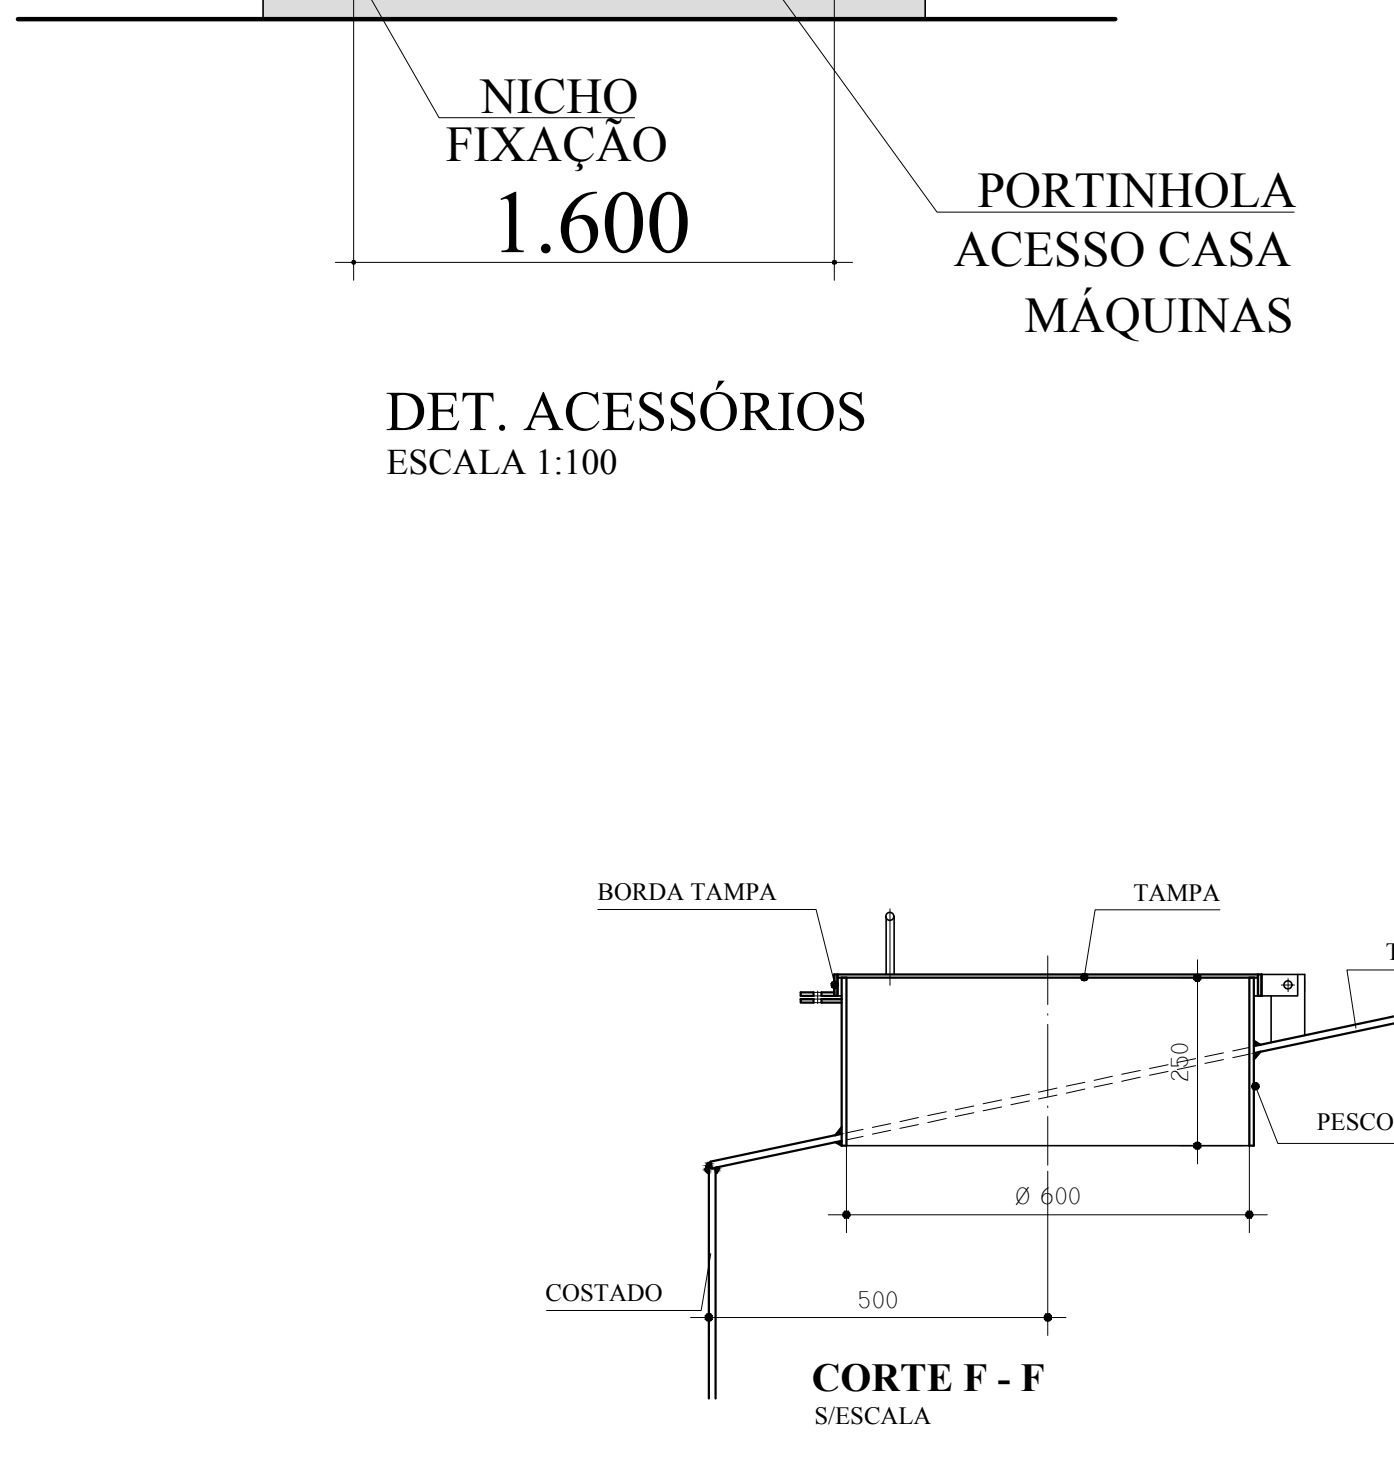 NICHO
FIXAÇÃO
1.600
PORTINHOLA
ACESSO CASA
MÁQUINAS
DET. ACESSÓRIOS
ESCALA 1:100
BORDA TAMPA
TAMPA
T
250
PESCO
Ø 600
COSTADO
500
CORTE F - F
S/ESCALA